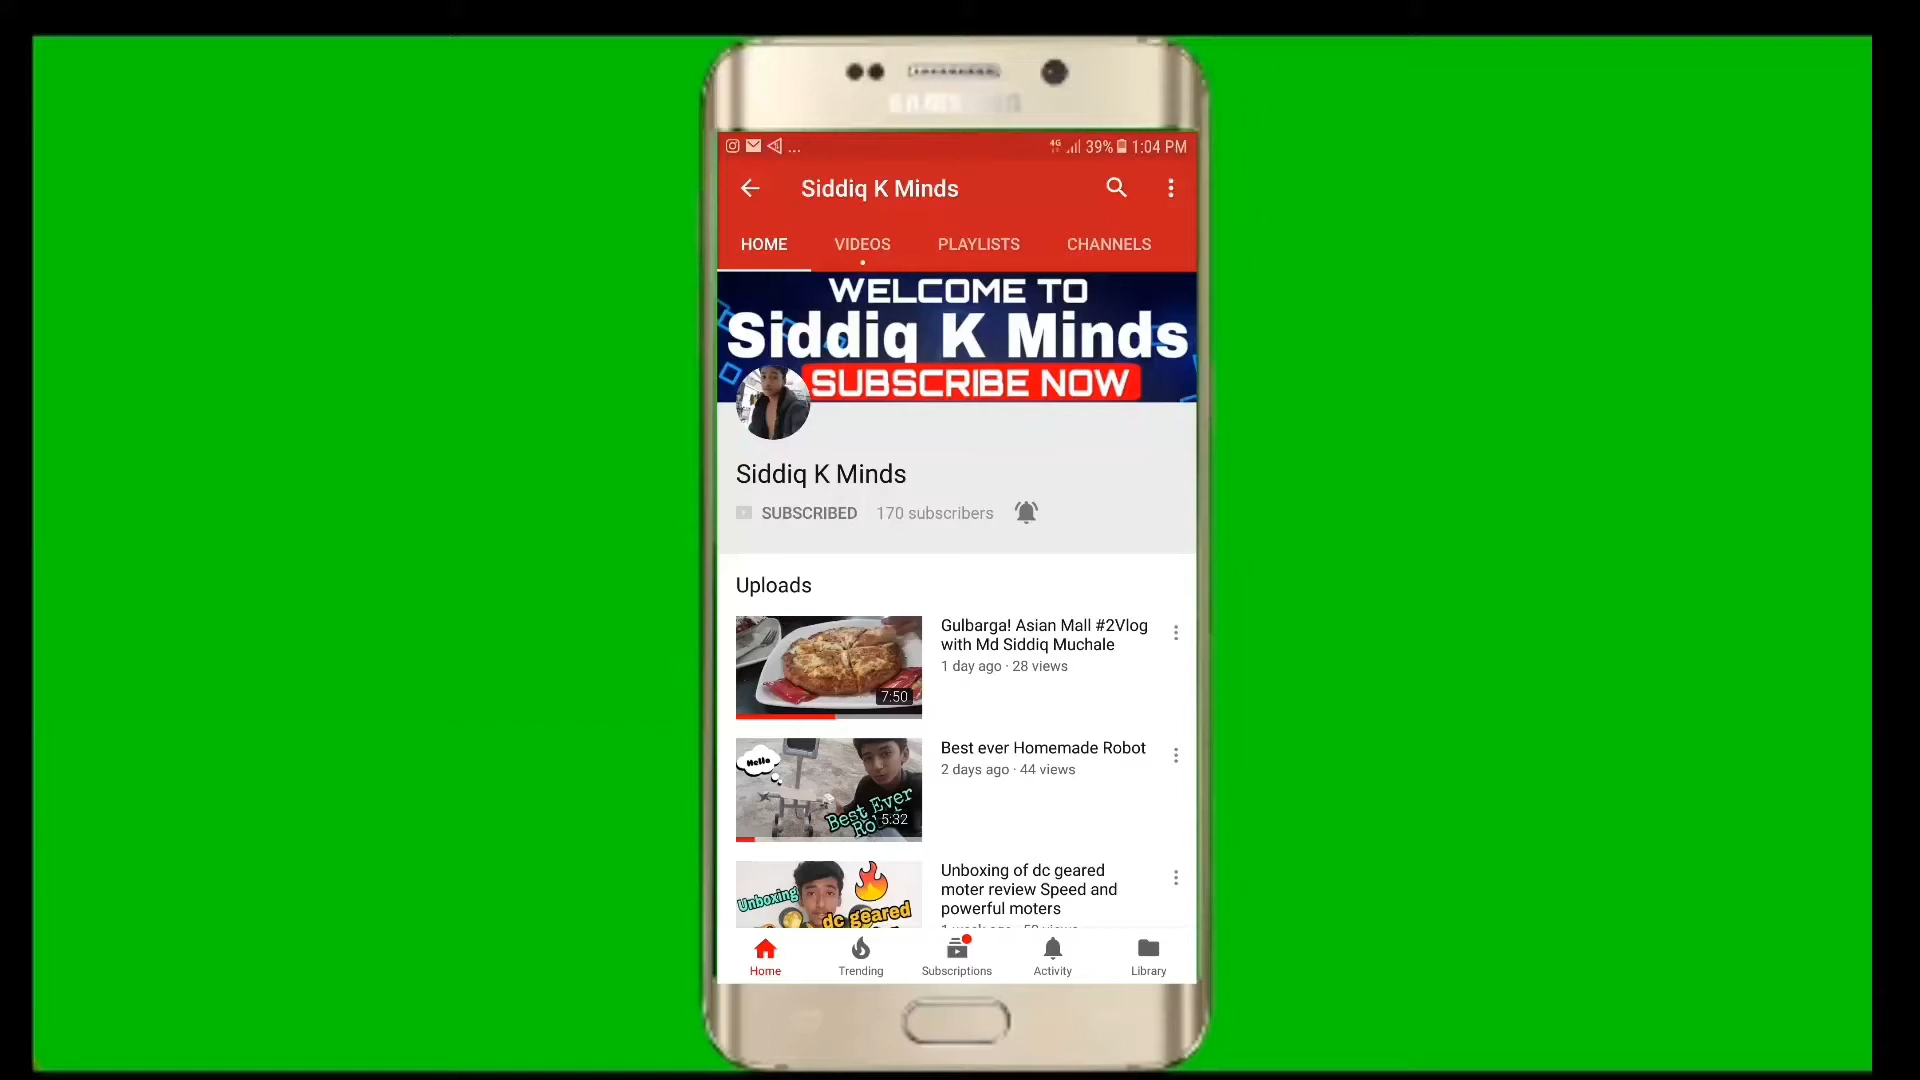 SAMSUNG
... 4G 39% 1:04 PM
Siddiq K Minds
HOME VIDEOS PLAYLISTS CHANNELS
WELCOME TO
Siddiq K Minds
SUBSCRIBE NOW
Siddiq K Minds
SUBSCRIBED 170 subscribers
Uploads
Gulbarga! Asian Mall #2Vlog
with Md Siddiq Muchale
1 day ago · 28 views
7:50
Best ever Homemade Robot
2 days ago · 44 views
Hello
Best Ever
5:32
Unboxing of dc geared
moter review Speed and
powerful moters
Unboxing
dc geared
Home Trending Subscriptions Activity Library